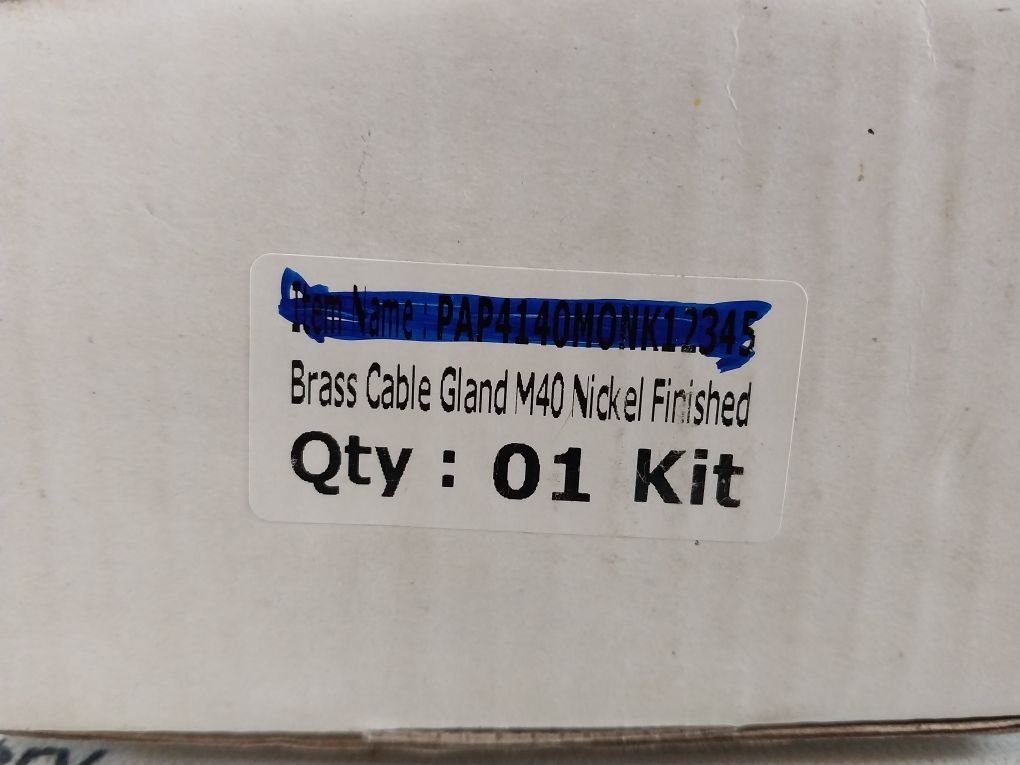 Item Name : PAP4140MONK12345
Brass Cable Gland M40 Nickel Finished
Qty : 01 Kit